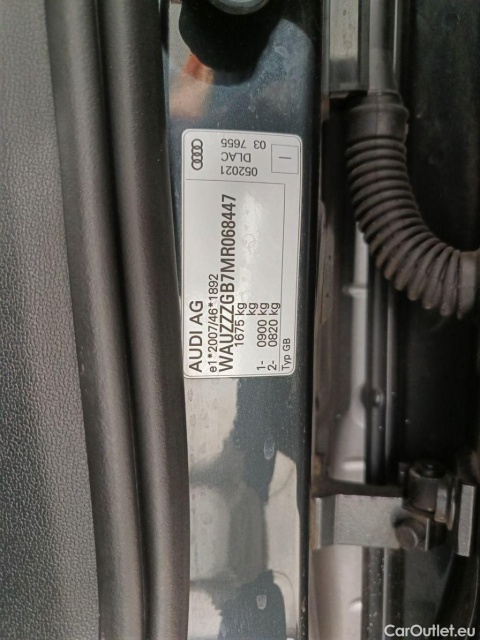 AUDI AG
e1*2007/46*1892
WAUZZZGB7MR068447
1675 kg
1- 0900 kg
2- 0820 kg
Typ GB
052021
DLAC
03 7655
I
CarOutlet.eu